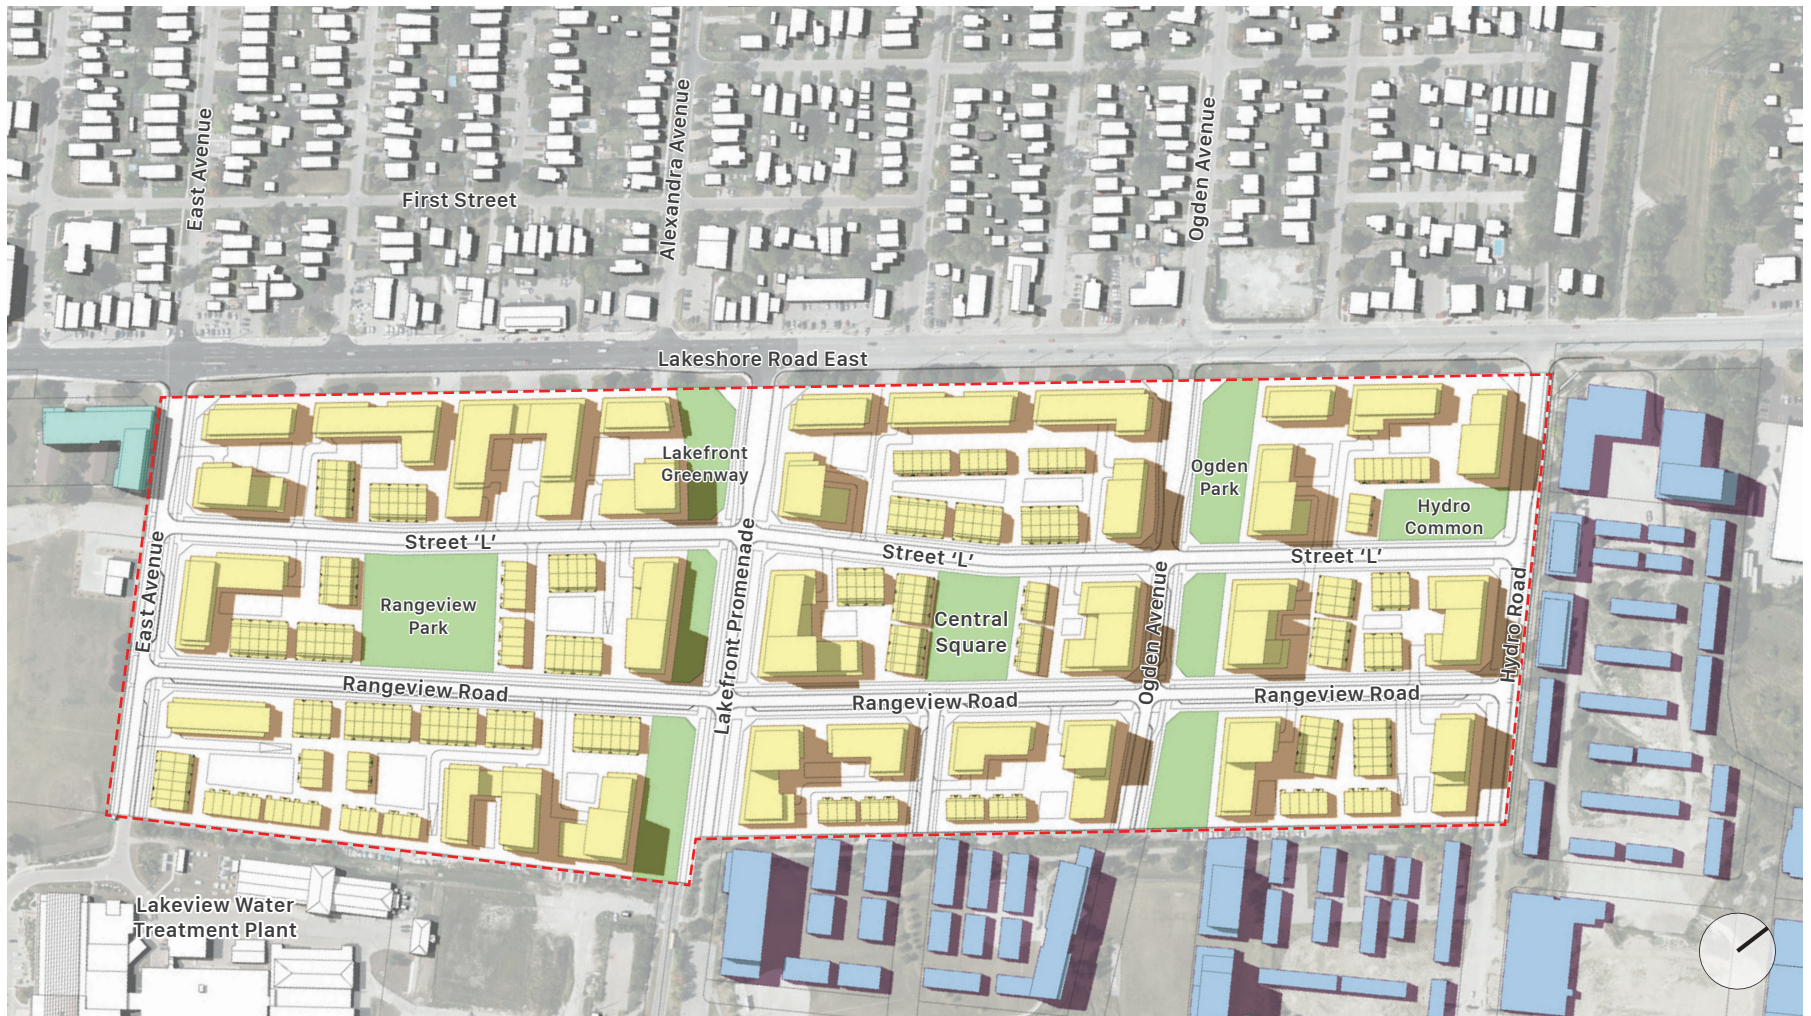 East Avenue
First Street
Alexandra Avenue
Ogden Avenue
Lakeshore Road East
Lakefront
Greenway
Ogden
Park
Hydro
Common
Street ‘L’
Street ‘L’
Street ‘L’
East Avenue
Rangeview
Park
Lakefront Promenade
Central
Square
Ogden Avenue
Hydro Road
Rangeview Road
Rangeview Road
Rangeview Road
Lakeview Water
Treatment Plant